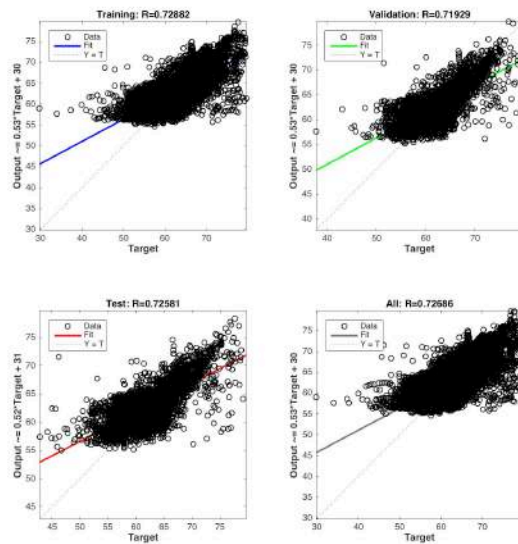 Training: R=0.72882
Data
Fit
Y = T
Output ~= 0.53*Target + 30
75
70
65
60
55
50
45
40
35
30
30 40 50 60 70
Target
Validation: R=0.71929
Data
Fit
Y = T
Output ~= 0.53*Target + 30
75
70
65
60
55
50
45
40
40 50 60 70
Target
Test: R=0.72581
Data
Fit
Y = T
Output ~= 0.52*Target + 31
75
70
65
60
55
50
45
45 50 55 60 65 70 75
Target
All: R=0.72686
Data
Fit
Y = T
Output ~= 0.53*Target + 30
75
70
65
60
55
50
45
40
35
30
30 40 50 60 70
Target